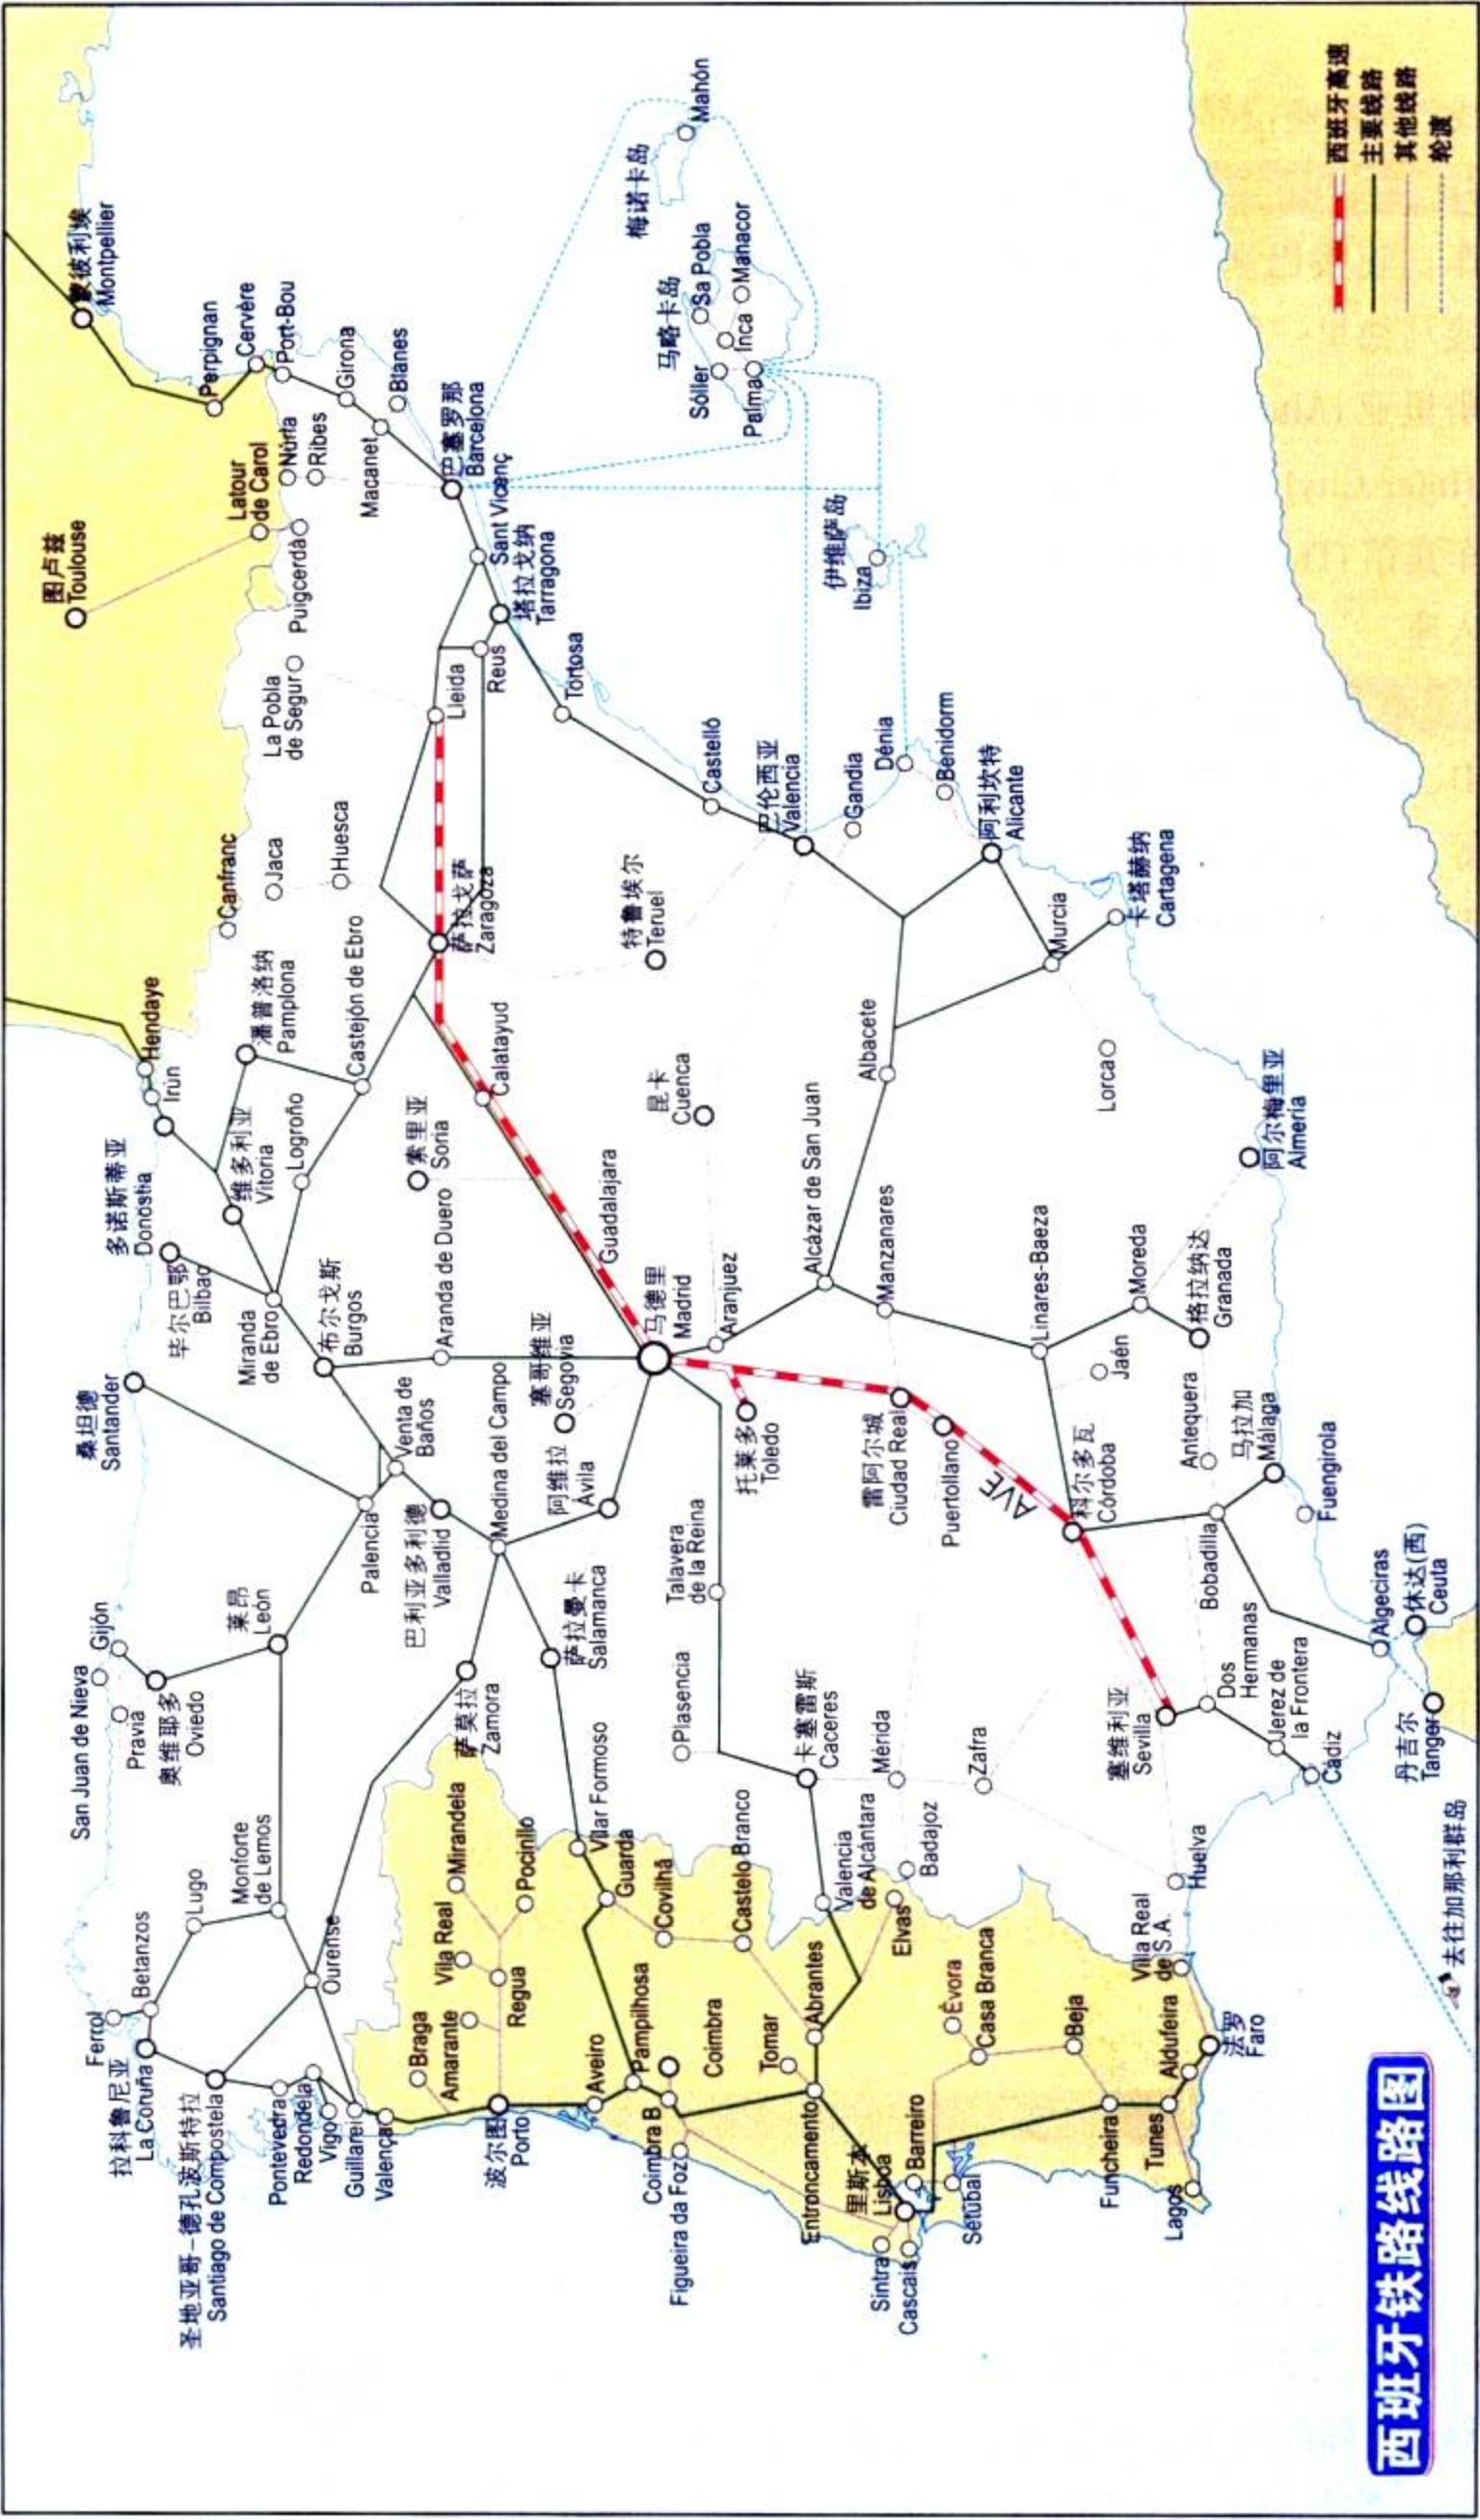 西班牙铁路线路图
西班牙高速
主要线路
其他线路
轮渡
Ferrol
拉科鲁尼亚
La Coruña
Betanzos
Lugo
圣地亚哥-德孔波斯特拉
Santiago de Compostela
Monforte
de Lemos
Pontevedra
Redondela
Vigo
Guillarei
Valença
Ourense
San Juan de Nieva
Gijón
Pravia
奥维耶多
Oviedo
莱昂
León
桑坦德
Santander
Palencia
Venta de
Baños
巴利亚多利德
Valladlid
Medina del Campo
萨莫拉
Zamora
萨拉曼卡
Salamanca
阿维拉
Ávila
塞哥维亚
Segovia
毕尔巴鄂
Bilbao
多诺斯蒂亚
Donostia
Irún
Hendaye
Miranda
de Ebro
维多利亚
Vitoria
Logroño
布尔戈斯
Burgos
Aranda de Duero
潘普洛纳
Pamplona
Castejón de Ebro
索里亚
Soria
Calatayud
Guadalajara
马德里
Madrid
Canfranc
Jaca
Huesca
萨拉戈萨
Zaragoza
图卢兹
Toulouse
蒙彼利埃
Montpellier
Perpignan
Cervère
Port-Bou
Girona
Blanes
Macanet
Latour
de Carol
Núrta
Ribes
Puigcerdà
La Pobla
de Segur
Lleida
Reus
巴塞罗那
Barcelona
Sant Vicenç
塔拉戈纳
Tarragona
Tortosa
Castelló
巴伦西亚
Valencia
Gandia
Dénia
Benidorm
阿利坎特
Alicante
Murcia
卡塔赫纳
Cartagena
Lorca
特鲁埃尔
Teruel
昆卡
Cuenca
Albacete
Alcázar de San Juan
Aranjuez
Manzanares
Linares-Baeza
Moreda
格拉纳达
Granada
阿尔梅里亚
Almería
Jaén
Antequera
马拉加
Málaga
Fuengirola
Bobadilla
Algeciras
休达(西)
Ceuta
丹吉尔
Tanger
去往加那利群岛
托莱多
Toledo
雷阿尔城
Ciudad Real
Puertollano
AVE
科尔多瓦
Córdoba
塞维利亚
Sevilla
Dos
Hermanas
Jerez de
la Frontera
Cádiz
Huelva
Talavera
de la Reina
Plasencia
卡塞雷斯
Caceres
Mérida
Zafra
Badajoz
Valencia
de Alcántara
梅诺卡岛
Mahón
马略卡岛
Sa Pobla
Manacor
Inca
Sóller
Palma
伊维萨岛
Ibiza
Mirandela
Vila Real
Pocinllo
Regua
Braga
Amarante
波尔图
Porto
Vilar Formoso
Guarda
Aveiro
Pampilhosa
Coimbra
Coimbra B
Figueira da Foz
Covilhã
Castelo Branco
Tomar
Abrantes
Entroncamento
Elvas
里斯本
Lisboa
Sintra
Cascais
Barreiro
Setúbal
Évora
Casa Branca
Beja
Funcheira
Tunes
Lagos
Aldufeira
法罗
Faro
Villa Real
de S.A.